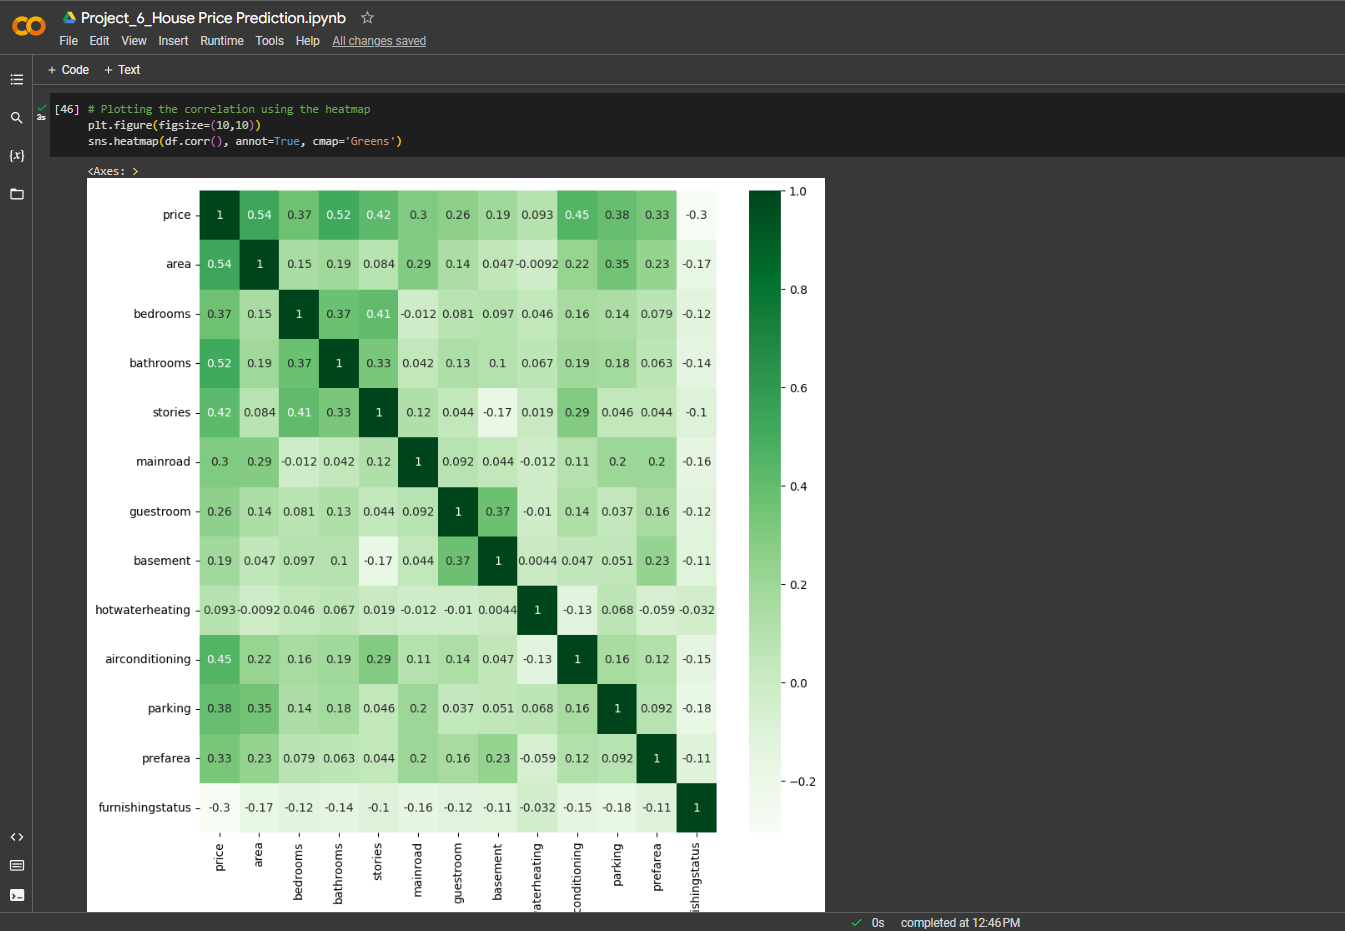 Project_6_House Price Prediction.ipynb
File Edit View Insert Runtime Tools Help All changes saved
+ Code + Text
[46] # Plotting the correlation using the heatmap
3s
plt.figure(figsize=(10,10))
sns.heatmap(df.corr(), annot=True, cmap='Greens')
{x}
<Axes: >
price 1 0.54 0.37 0.52 0.42 0.3 0.26 0.19 0.093 0.45 0.38 0.33 -0.3
area 0.54 1 0.15 0.19 0.084 0.29 0.14 0.047 -0.0092 0.22 0.35 0.23 -0.17
bedrooms 0.37 0.15 1 0.37 0.41 -0.012 0.081 0.097 0.046 0.16 0.14 0.079 -0.12
bathrooms 0.52 0.19 0.37 1 0.33 0.042 0.13 0.1 0.067 0.19 0.18 0.063 -0.14
stories 0.42 0.084 0.41 0.33 1 0.12 0.044 -0.17 0.019 0.29 0.046 0.044 -0.1
mainroad 0.3 0.29 -0.012 0.042 0.12 1 0.092 0.044 -0.012 0.11 0.2 0.2 -0.16
guestroom 0.26 0.14 0.081 0.13 0.044 0.092 1 0.37 -0.01 0.14 0.037 0.16 -0.12
basement 0.19 0.047 0.097 0.1 -0.17 0.044 0.37 1 0.0044 0.047 0.051 0.23 -0.11
hotwaterheating 0.093 -0.0092 0.046 0.067 0.019 -0.012 -0.01 0.0044 1 -0.13 0.068 -0.059 -0.032
airconditioning 0.45 0.22 0.16 0.19 0.29 0.11 0.14 0.047 -0.13 1 0.16 0.12 -0.15
parking 0.38 0.35 0.14 0.18 0.046 0.2 0.037 0.051 0.068 0.16 1 0.092 -0.18
prefarea 0.33 0.23 0.079 0.063 0.044 0.2 0.16 0.23 -0.059 0.12 0.092 1 -0.11
furnishingstatus -0.3 -0.17 -0.12 -0.14 -0.1 -0.16 -0.12 -0.11 -0.032 -0.15 -0.18 -0.11 1
price area bedrooms bathrooms stories mainroad guestroom basement waterheating conditioning parking prefarea ishingstatus
1.0
0.8
0.6
0.4
0.2
0.0
−0.2
0s completed at 12:46 PM